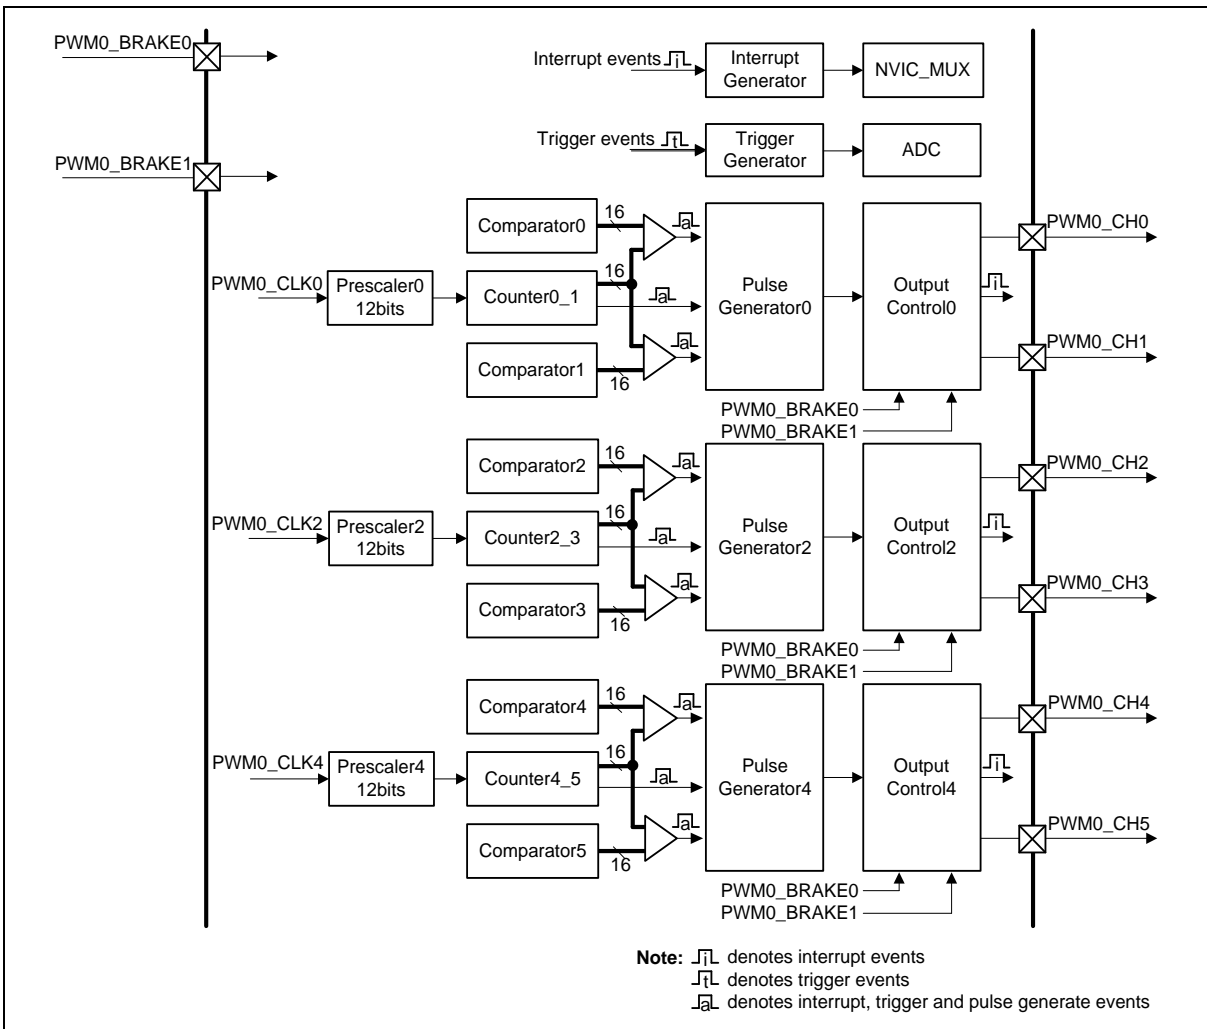 PWM0_BRAKE0
PWM0_BRAKE1
Interrupt events i
Interrupt
Generator
NVIC_MUX
Trigger events t
Trigger
Generator
ADC
Comparator0
16
a
PWM0_CLK0
Prescaler0
12bits
Counter0_1
16
a
Comparator1
16
a
Pulse
Generator0
Output
Control0
PWM0_CH0
i
PWM0_CH1
PWM0_BRAKE0
PWM0_BRAKE1
Comparator2
16
a
PWM0_CLK2
Prescaler2
12bits
Counter2_3
16
a
Comparator3
16
a
Pulse
Generator2
Output
Control2
PWM0_CH2
i
PWM0_CH3
PWM0_BRAKE0
PWM0_BRAKE1
Comparator4
16
a
PWM0_CLK4
Prescaler4
12bits
Counter4_5
16
a
Comparator5
16
a
Pulse
Generator4
Output
Control4
PWM0_CH4
i
PWM0_CH5
PWM0_BRAKE0
PWM0_BRAKE1
Note: i denotes interrupt events
t denotes trigger events
a denotes interrupt, trigger and pulse generate events